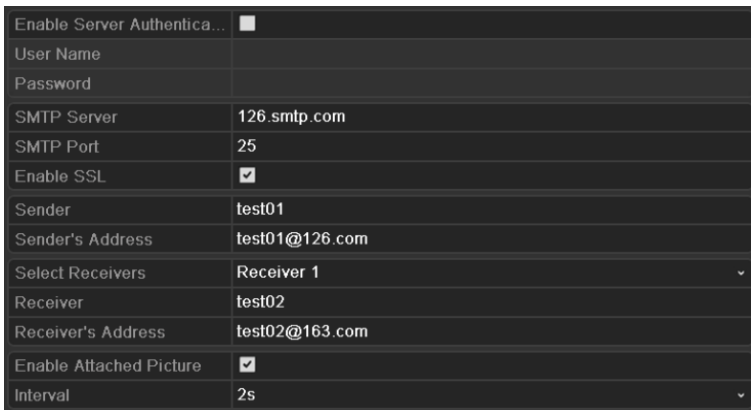 Enable Server Authentica...
User Name
Password
SMTP Server 126.smtp.com
SMTP Port 25
Enable SSL
Sender test01
Sender's Address test01@126.com
Select Receivers Receiver 1
Receiver test02
Receiver's Address test02@163.com
Enable Attached Picture
Interval 2s